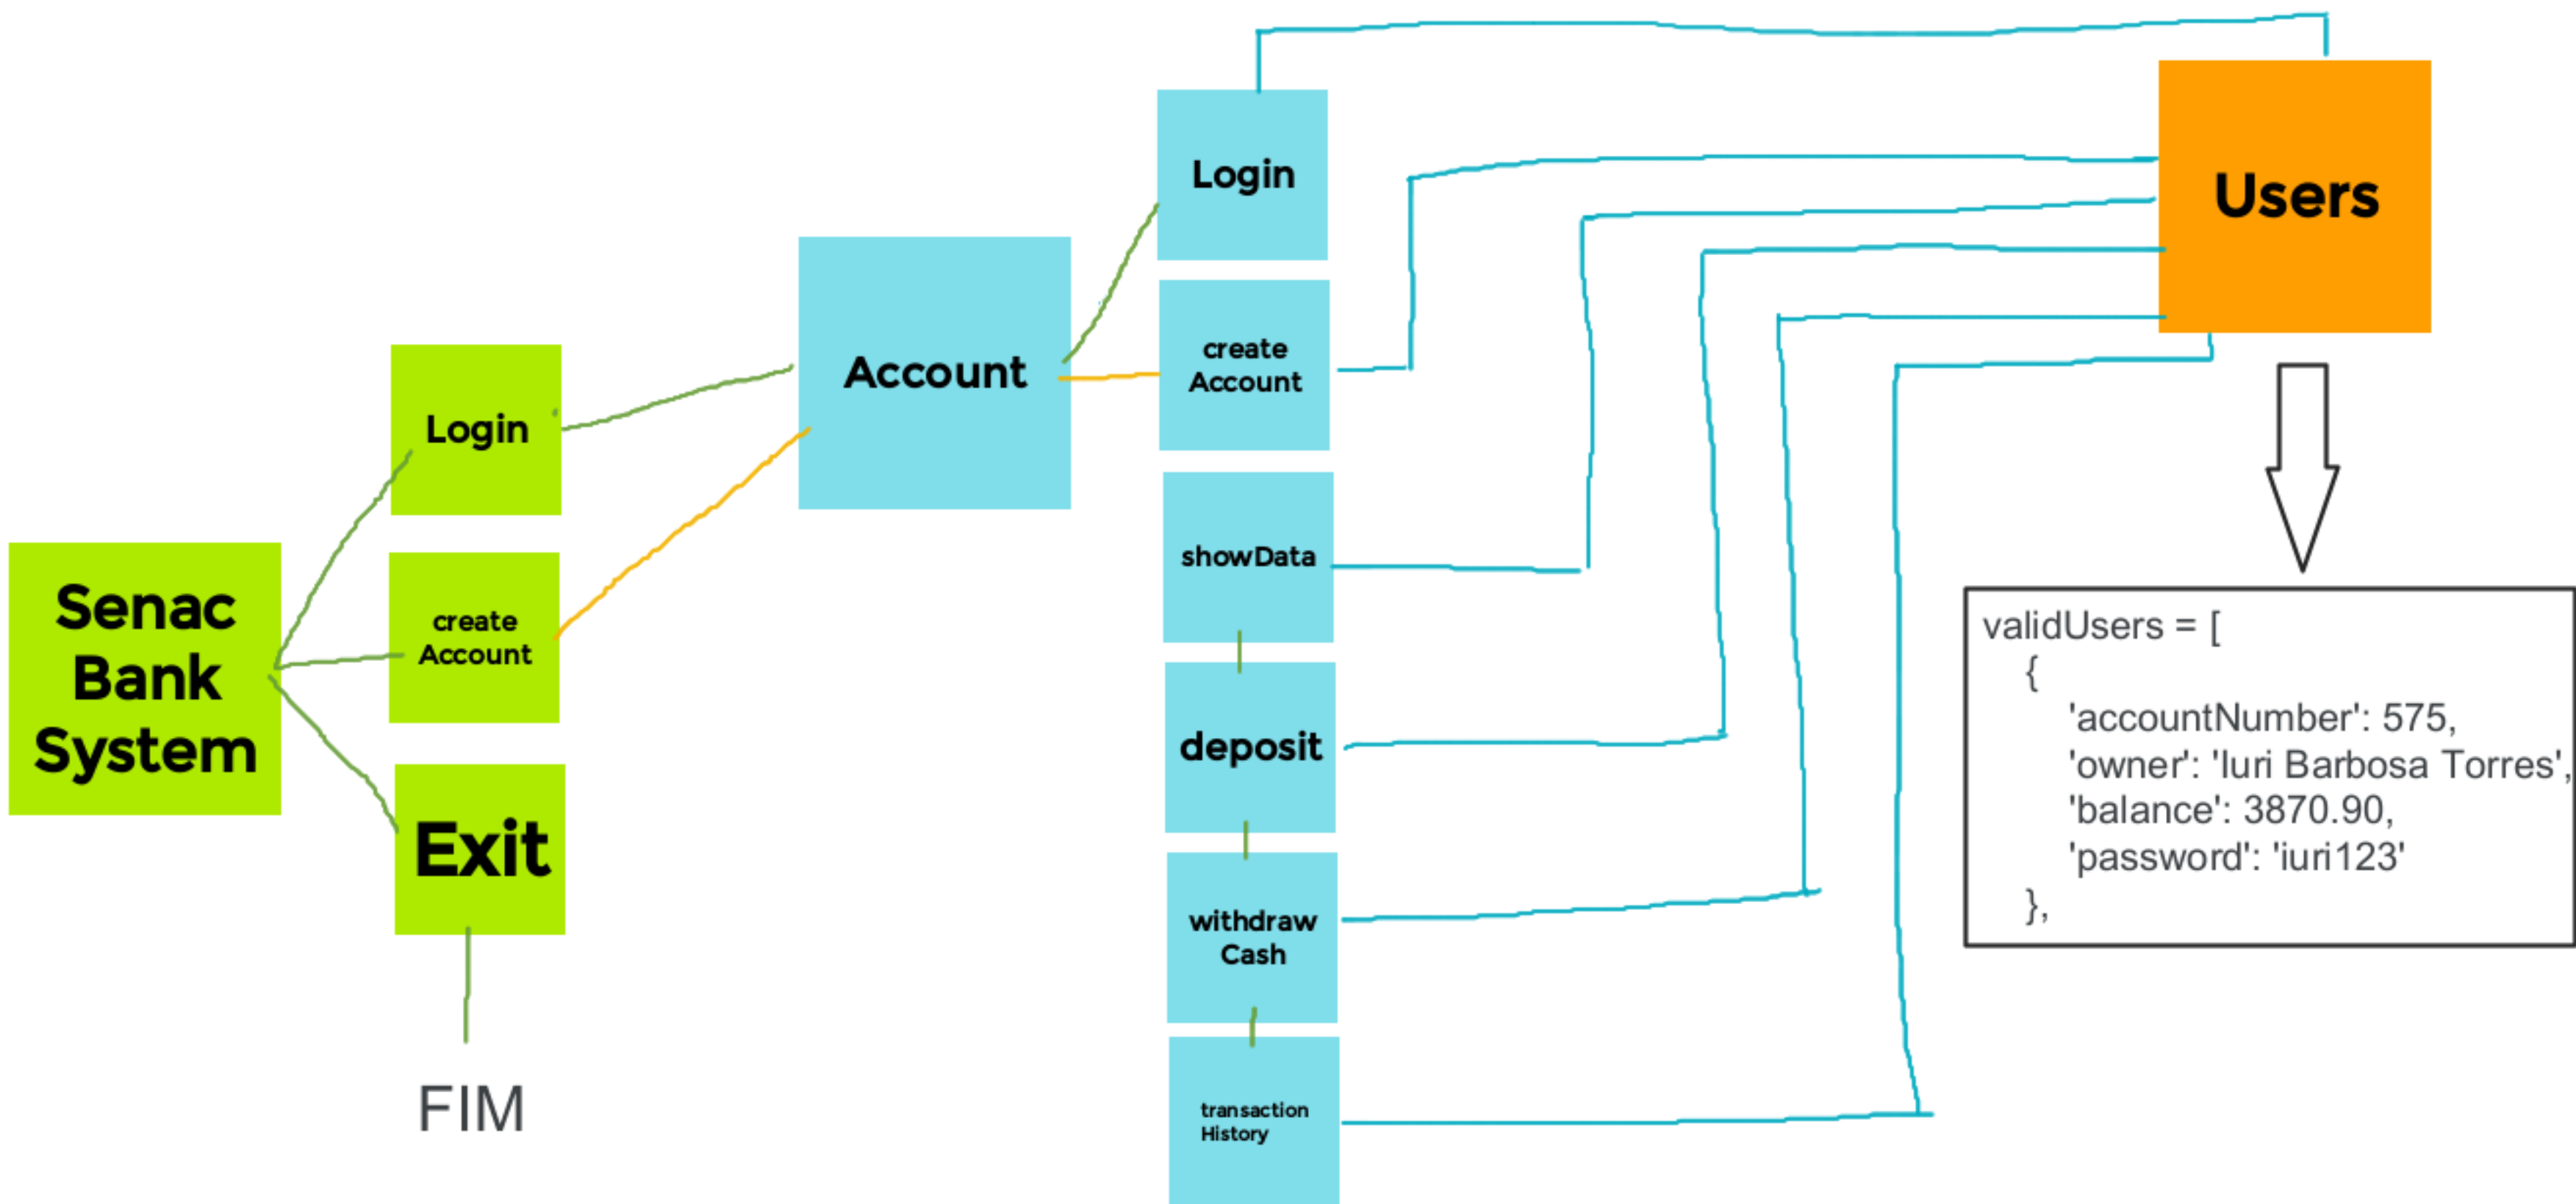 Senac
Bank
System
Login
create
Account
Exit
FIM
Account
Login
create
Account
showData
deposit
withdraw
Cash
transaction
History
Users
validUsers = [
{
'accountNumber': 575,
'owner': 'Iuri Barbosa Torres',
'balance': 3870.90,
'password': 'iuri123'
},